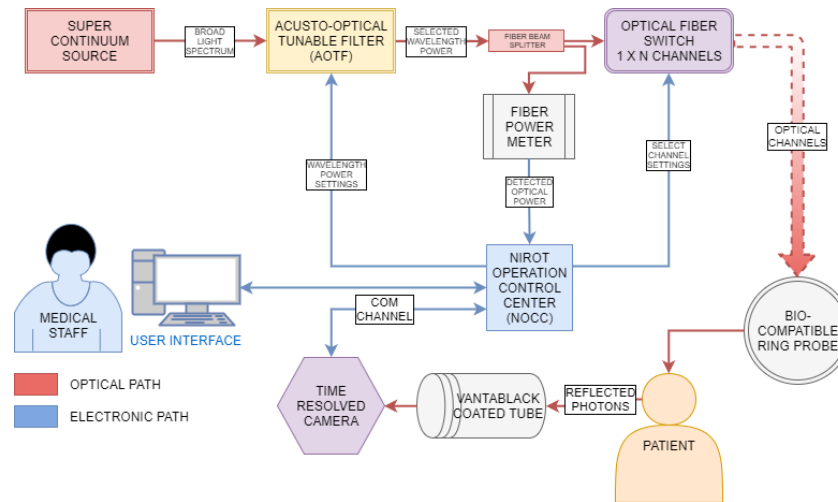 SUPER
CONTINUUM
SOURCE
BROAD
LIGHT
SPECTRUM
ACUSTO-OPTICAL
TUNABLE FILTER
(AOTF)
SELECTED
WAVELENGTH
POWER
FIBER BEAM
SPLITTER
OPTICAL FIBER
SWITCH
1 X N CHANNELS
FIBER
POWER
METER
OPTICAL
CHANNELS
WAVELENGTH
POWER
SETTINGS
SELECT
CHANNEL
SETTINGS
DETECTED
OPTICAL
POWER
NIROT
OPERATION
CONTROL
CENTER
(NOCC)
MEDICAL
STAFF
USER INTERFACE
COM
CHANNEL
BIO-
COMPATIBLE
RING PROBE
OPTICAL PATH
ELECTRONIC PATH
TIME
RESOLVED
CAMERA
VANTABLACK
COATED TUBE
REFLECTED
PHOTONS
PATIENT